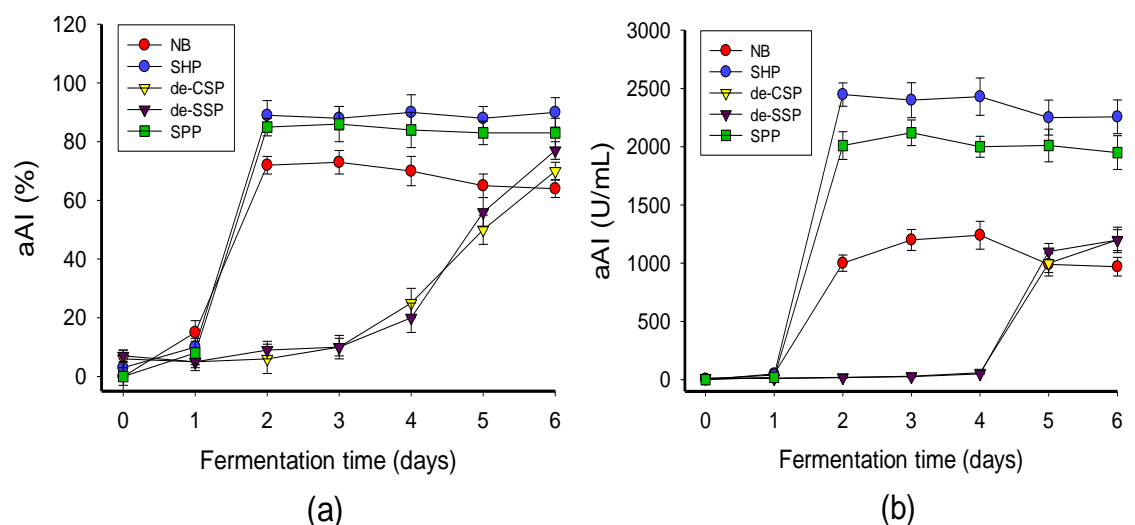 120
100
80
60
40
20
0
aAI (%)
NB
SHP
de-CSP
de-SSP
SPP
0 1 2 3 4 5 6
Fermentation time (days)
(a)
3000
2500
2000
1500
1000
500
0
aAI (U/mL)
NB
SHP
de-CSP
de-SSP
SPP
0 1 2 3 4 5 6
Fermentation time (days)
(b)